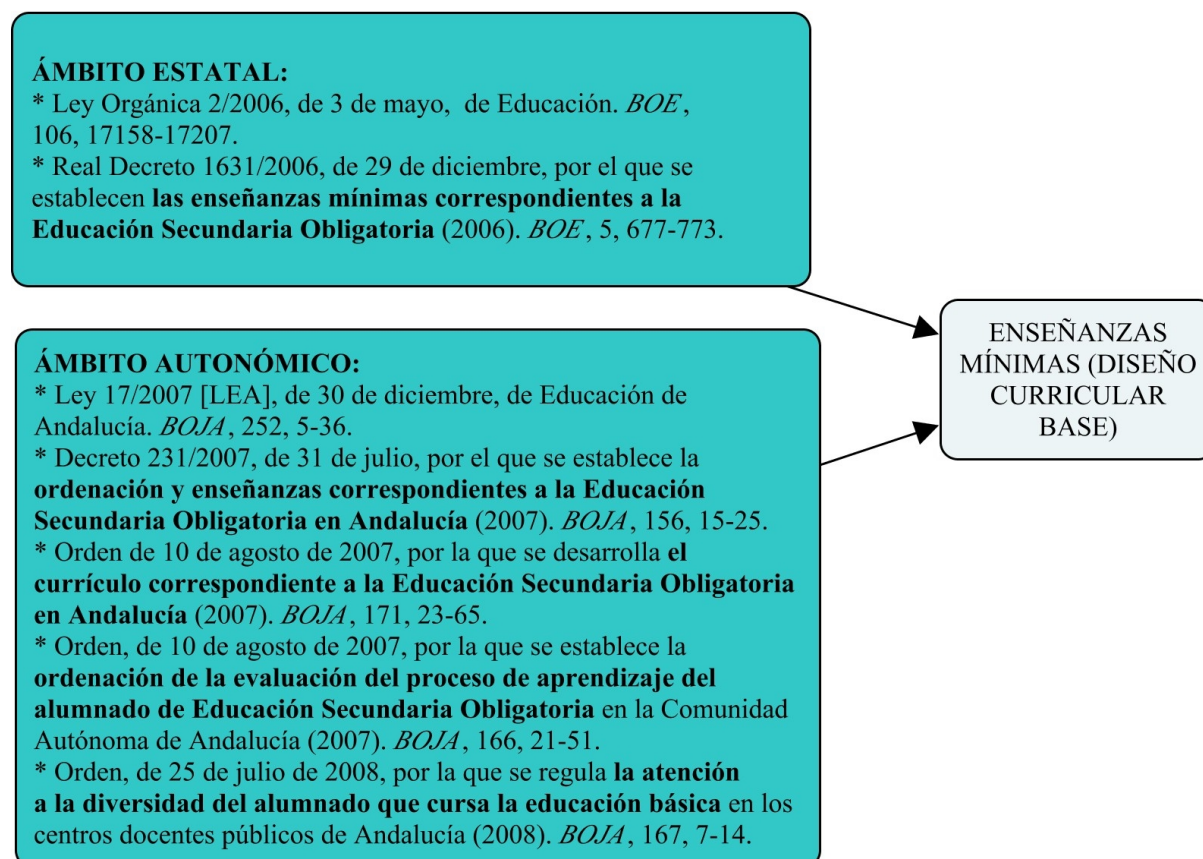 ÁMBITO ESTATAL:
* Ley Orgánica 2/2006, de 3 de mayo, de Educación. BOE,
106, 17158-17207.
* Real Decreto 1631/2006, de 29 de diciembre, por el que se
establecen las enseñanzas mínimas correspondientes a la
Educación Secundaria Obligatoria (2006). BOE, 5, 677-773.
ÁMBITO AUTONÓMICO:
* Ley 17/2007 [LEA], de 30 de diciembre, de Educación de
Andalucía. BOJA, 252, 5-36.
* Decreto 231/2007, de 31 de julio, por el que se establece la
ordenación y enseñanzas correspondientes a la Educación
Secundaria Obligatoria en Andalucía (2007). BOJA, 156, 15-25.
* Orden de 10 de agosto de 2007, por la que se desarrolla el
currículo correspondiente a la Educación Secundaria Obligatoria
en Andalucía (2007). BOJA, 171, 23-65.
* Orden, de 10 de agosto de 2007, por la que se establece la
ordenación de la evaluación del proceso de aprendizaje del
alumnado de Educación Secundaria Obligatoria en la Comunidad
Autónoma de Andalucía (2007). BOJA, 166, 21-51.
* Orden, de 25 de julio de 2008, por la que se regula la atención
a la diversidad del alumnado que cursa la educación básica en los
centros docentes públicos de Andalucía (2008). BOJA, 167, 7-14.
ENSEÑANZAS
MÍNIMAS (DISEÑO
CURRICULAR
BASE)